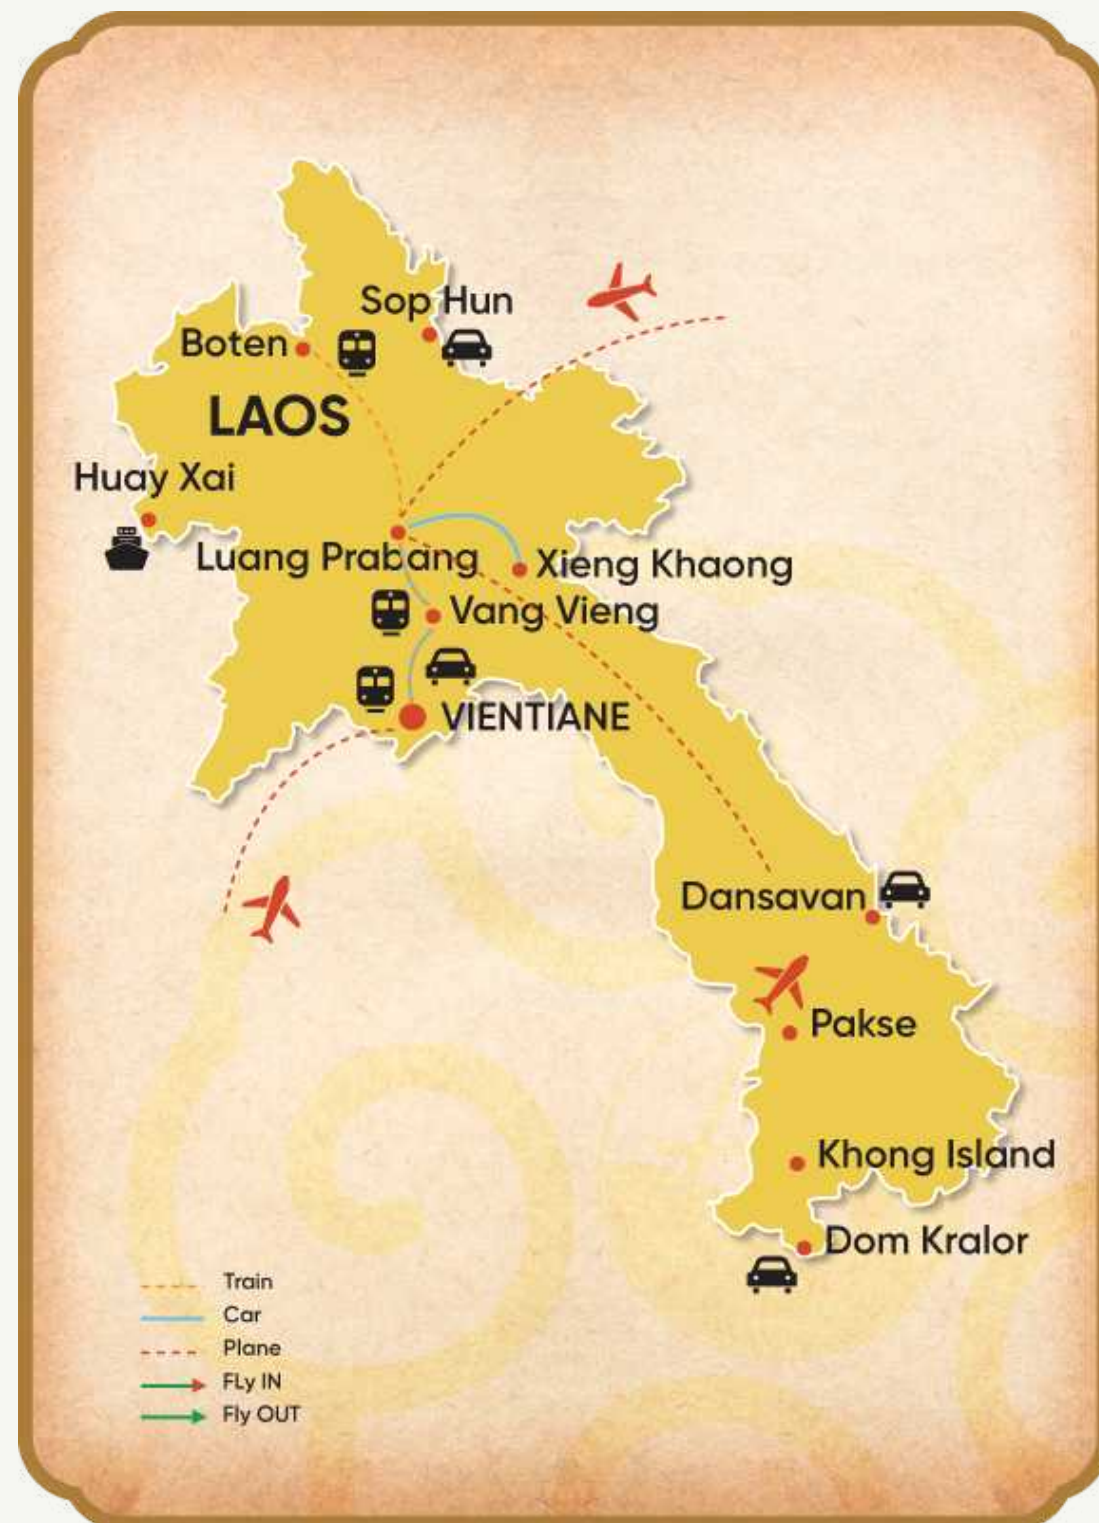 Sop Hun
Boten
LAOS
Huay Xai
Luang Prabang
Xieng Khaong
Vang Vieng
VIENTIANE
Dansavan
Pakse
Khong Island
Dom Kralor
Train
Car
Plane
FLy IN
Fly OUT